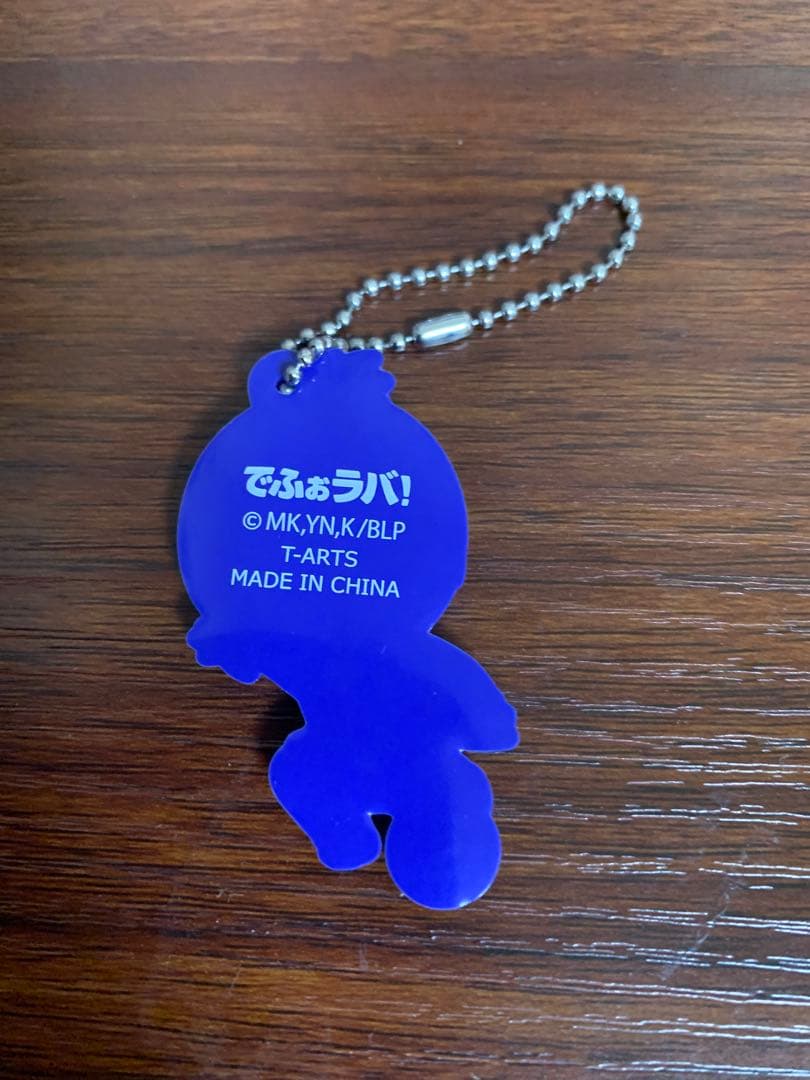 でふぉラバ!
© MK,YN,K/BLP
T-ARTS
MADE IN CHINA